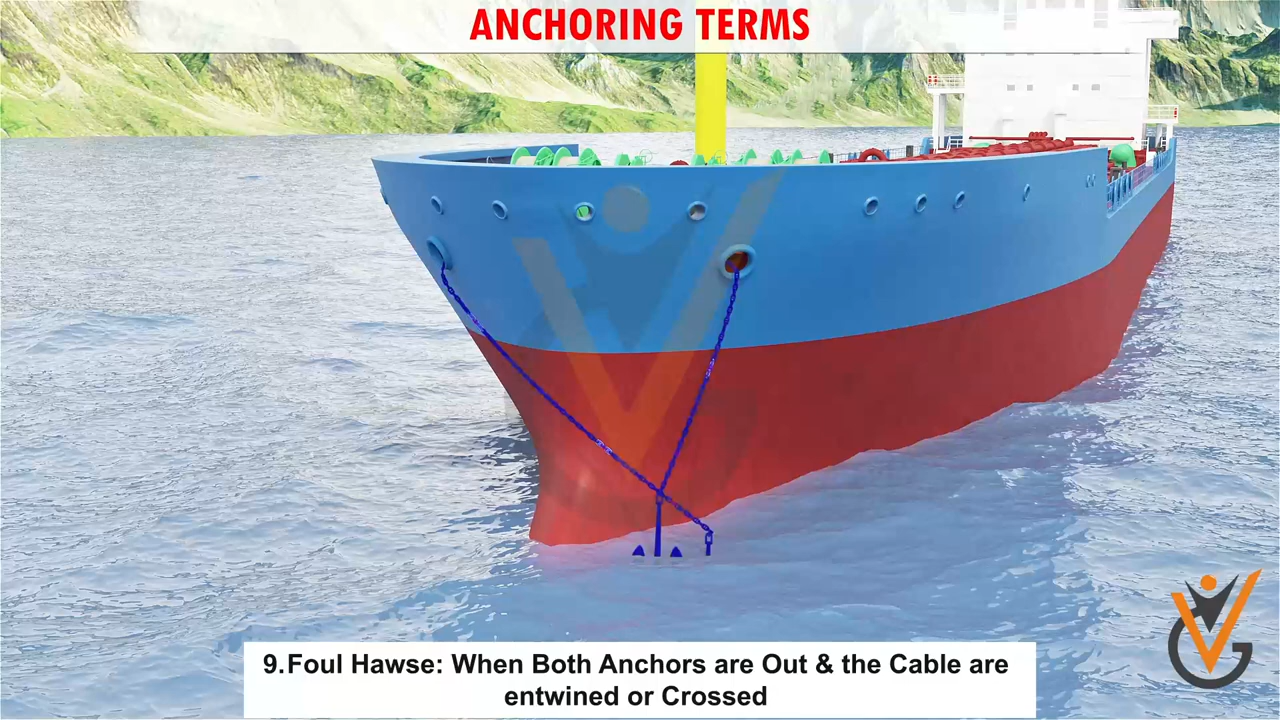 ANCHORING TERMS
9.Foul Hawse: When Both Anchors are Out & the Cable are
entwined or Crossed